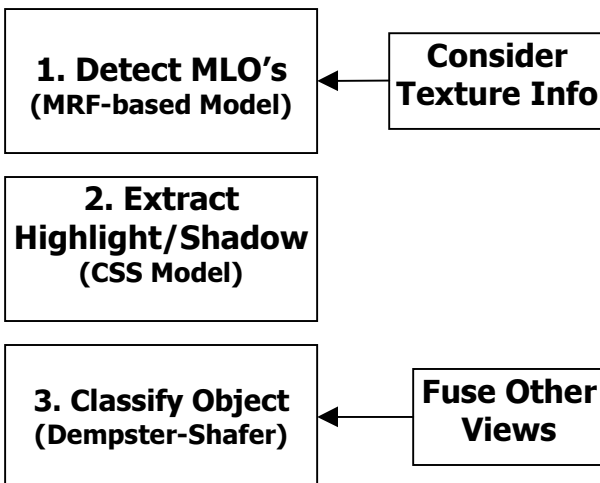 1. Detect MLO's
(MRF-based Model)
Consider
Texture Info
2. Extract
Highlight/Shadow
(CSS Model)
3. Classify Object
(Dempster-Shafer)
Fuse Other
Views